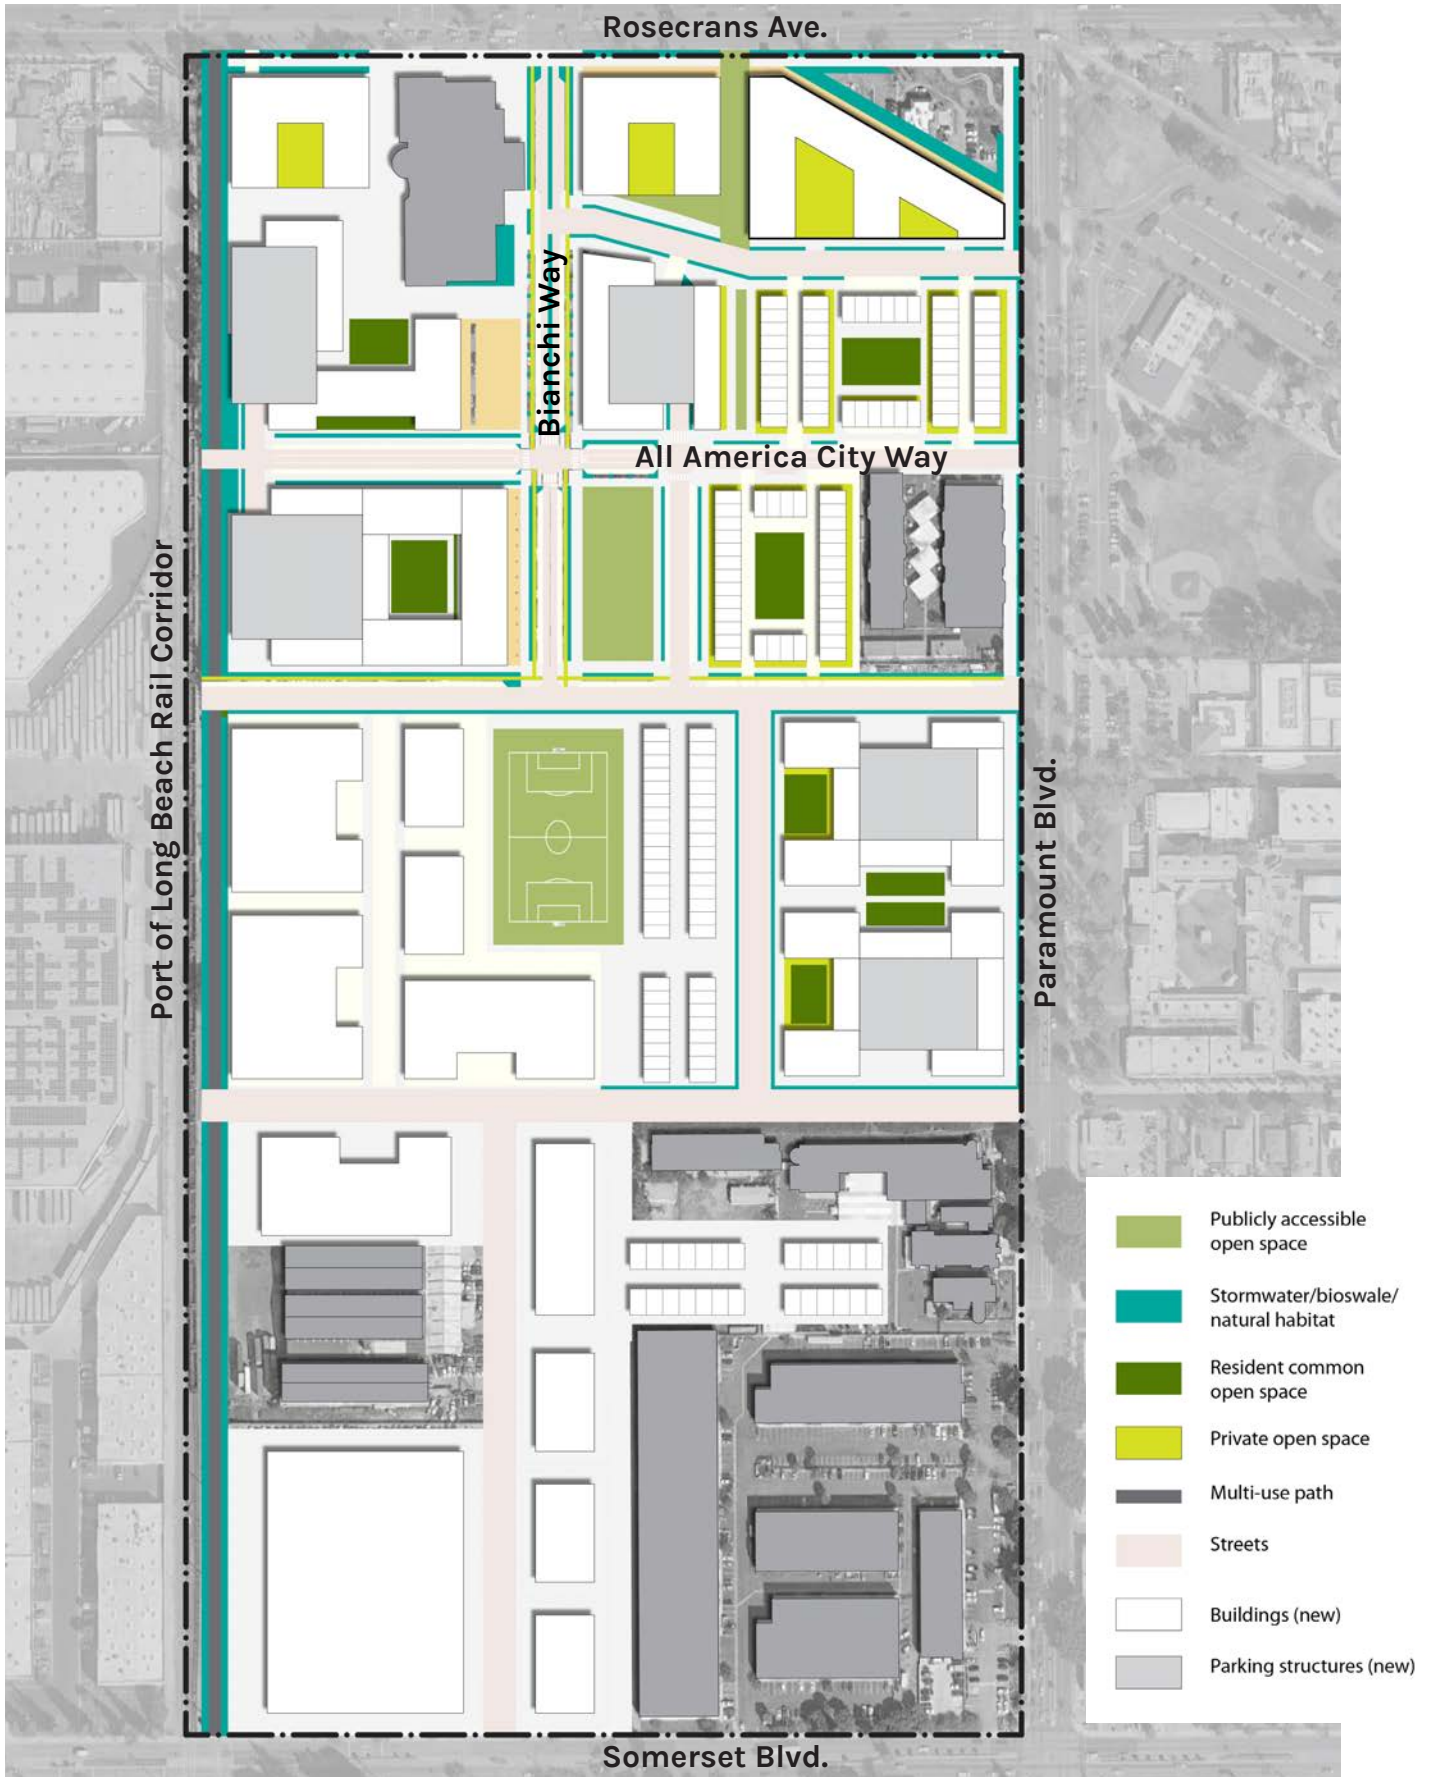 Rosecrans Ave.
Bianchi Way
All America City Way
Port of Long Beach Rail Corridor
Paramount Blvd.
Publicly accessible
open space
Stormwater/bioswale/
natural habitat
Resident common
open space
Private open space
Multi-use path
Streets
Buildings (new)
Parking structures (new)
Somerset Blvd.